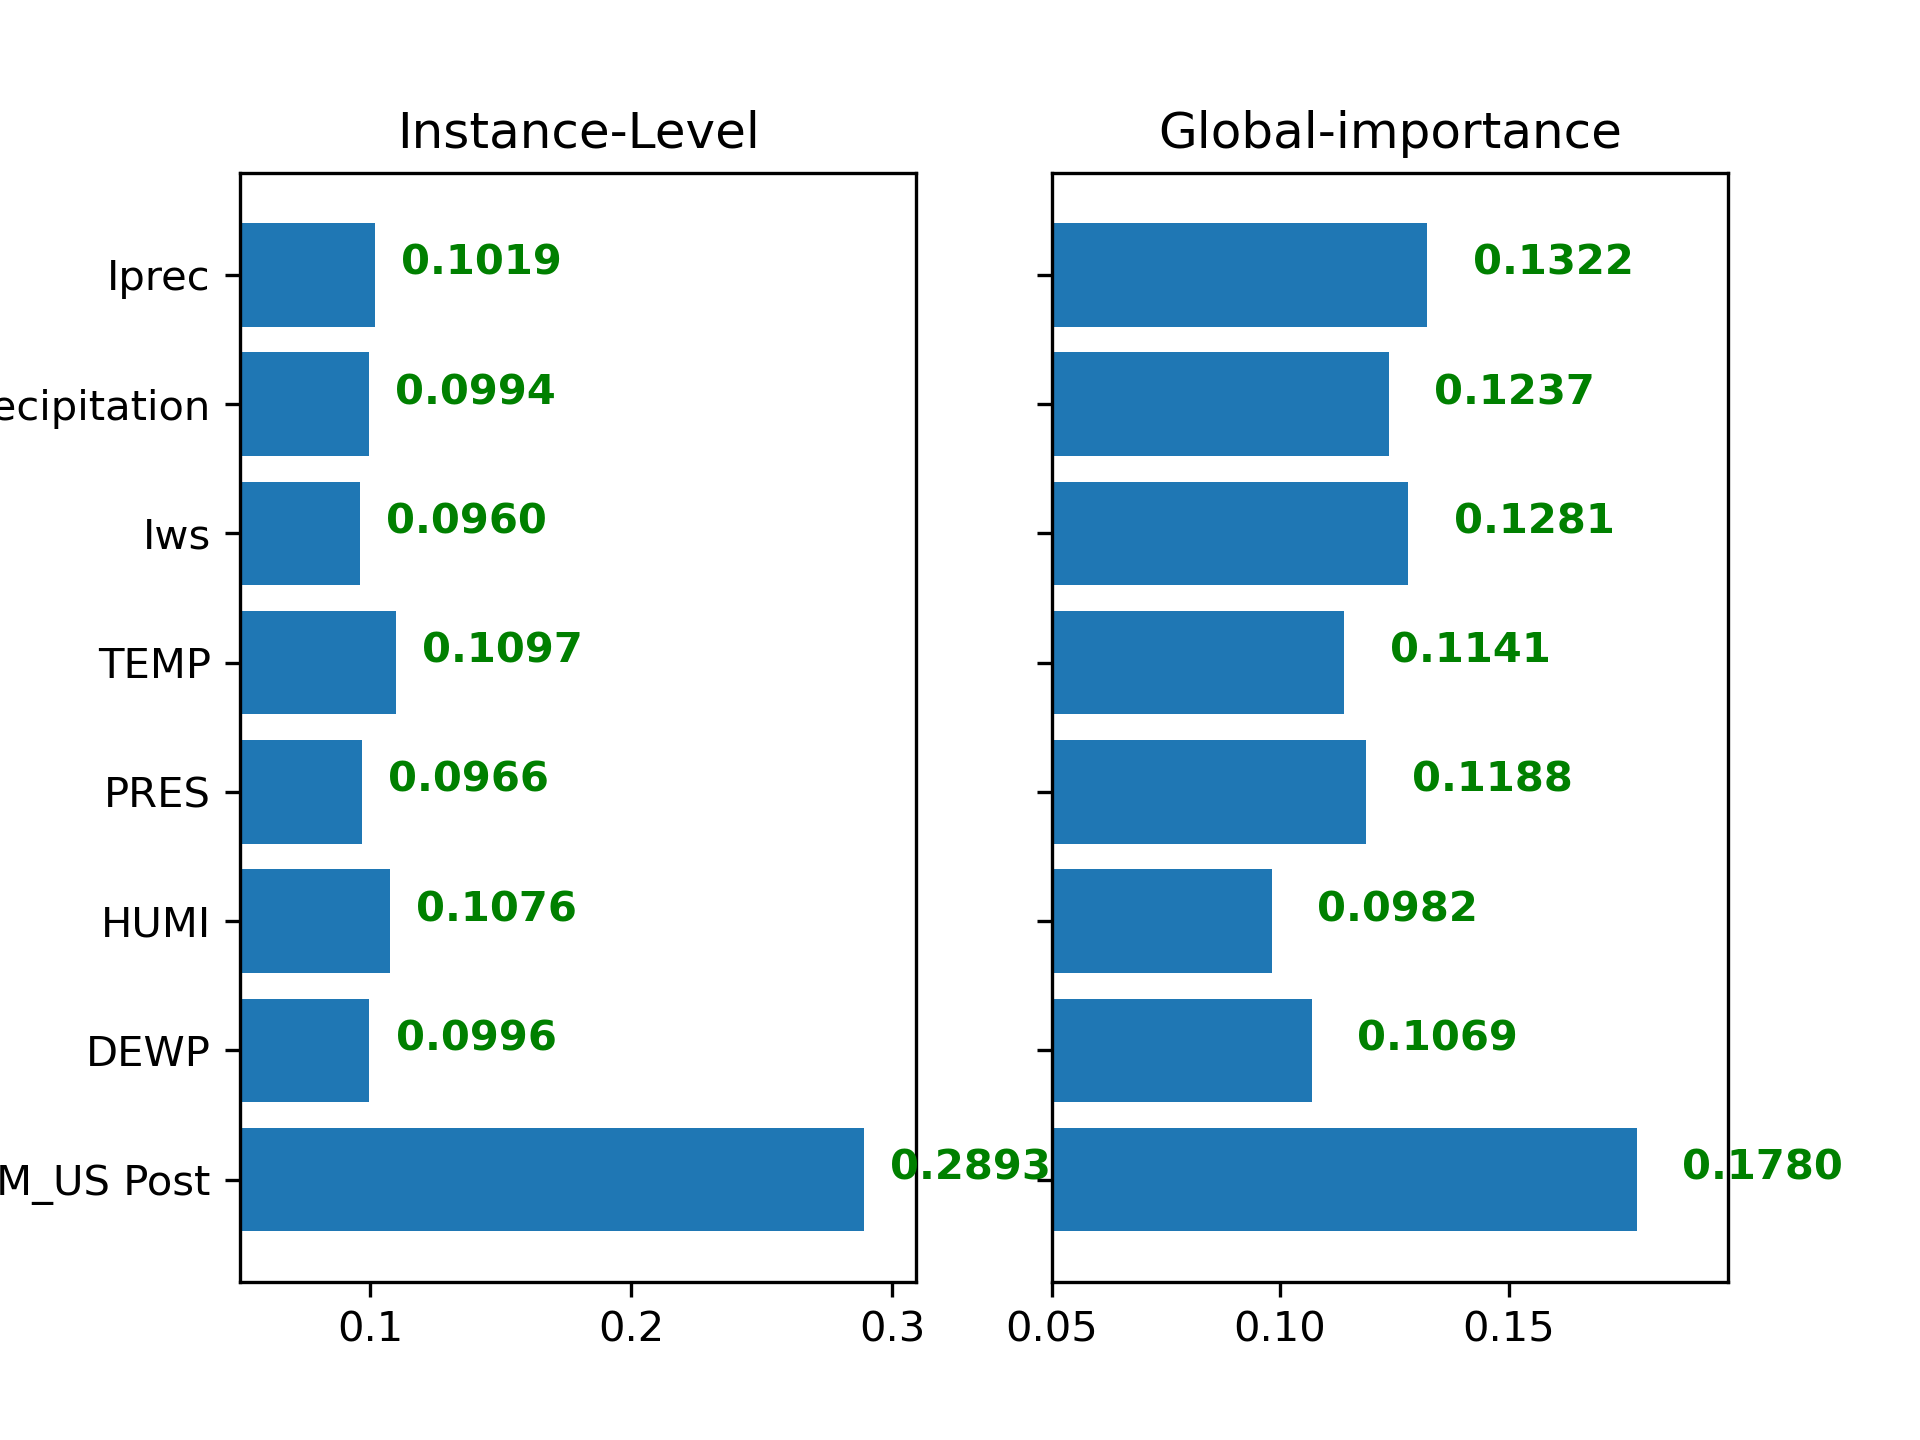 Instance-Level Global-importance
Iprec 0.1019 0.1322
ecipitation 0.0994 0.1237
Iws 0.0960 0.1281
TEMP 0.1097 0.1141
PRES 0.0966 0.1188
HUMI 0.1076 0.0982
DEWP 0.0996 0.1069
M_US Post 0.2893 0.1780
0.1 0.2 0.3 0.05 0.10 0.15